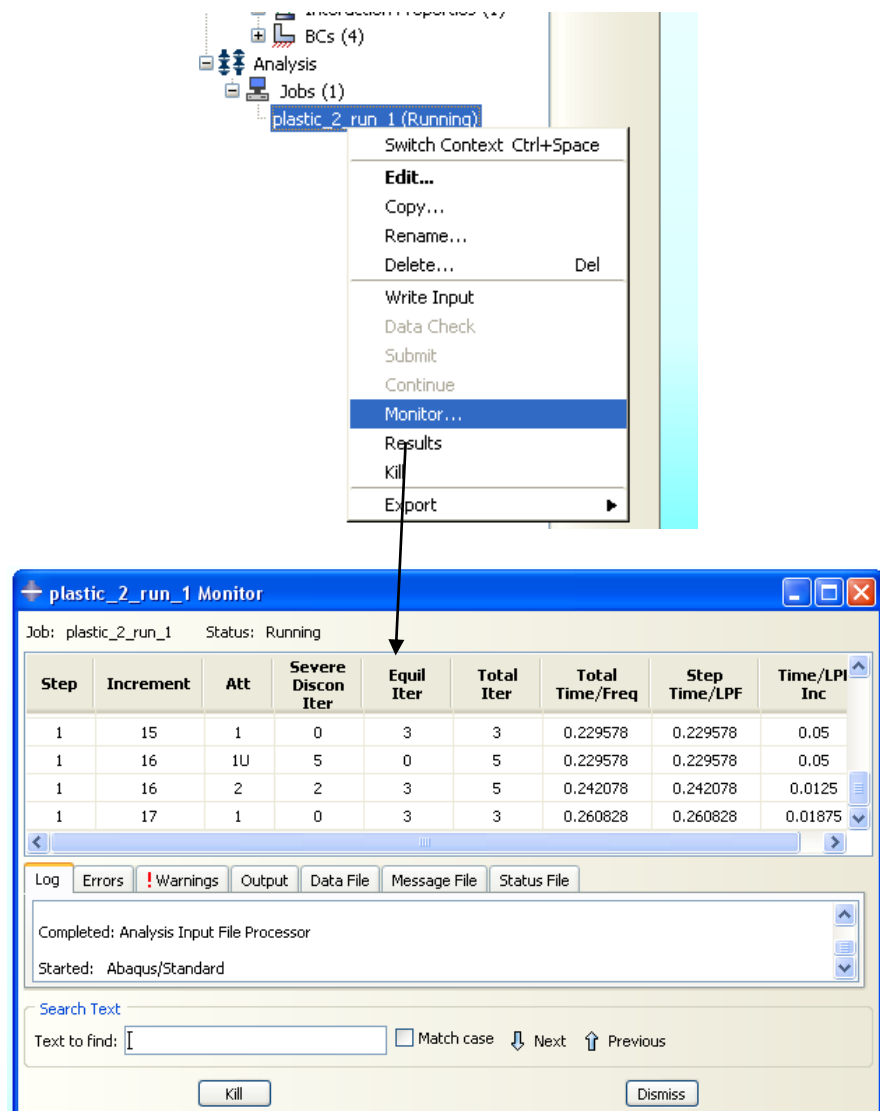 Interaction Properties (1)
BCs (4)
Analysis
Jobs (1)
plastic_2_run_1 (Running)
Switch Context Ctrl+Space
Edit...
Copy...
Rename...
Delete... Del
Write Input
Data Check
Submit
Continue
Monitor...
Results
Kill
Export
plastic_2_run_1 Monitor
Job: plastic_2_run_1 Status: Running
Step Increment Att Severe Discon Iter Equil Iter Total Iter Total Time/Freq Step Time/LPF Time/LPF Inc
1 15 1 0 3 3 0.229578 0.229578 0.05
1 16 1U 5 0 5 0.229578 0.229578 0.05
1 16 2 2 3 5 0.242078 0.242078 0.0125
1 17 1 0 3 3 0.260828 0.260828 0.01875
Log Errors ! Warnings Output Data File Message File Status File
Completed: Analysis Input File Processor
Started: Abaqus/Standard
Search Text
Text to find: Match case Next Previous
Kill Dismiss